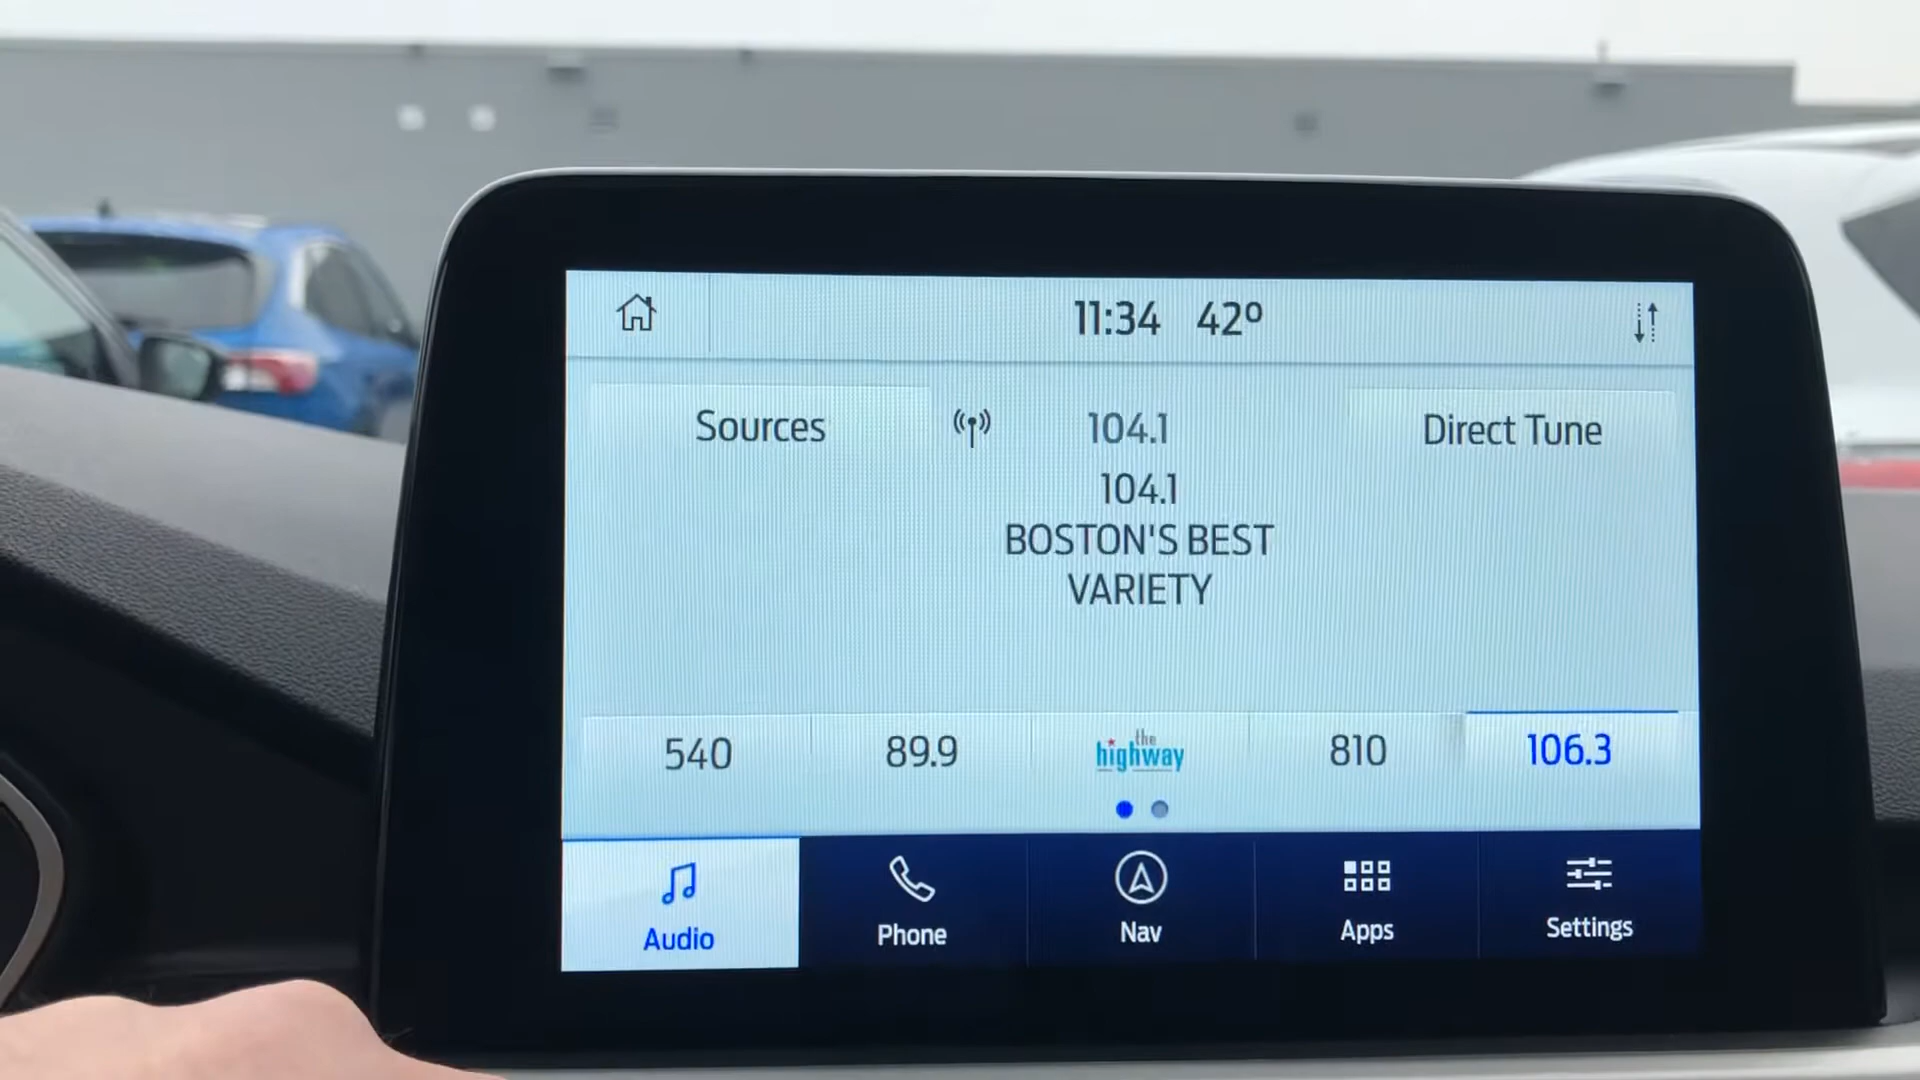 11:34 42°
Sources 104.1 Direct Tune
104.1
BOSTON'S BEST
VARIETY
540 89.9 the highway 810 106.3
Audio Phone Nav Apps Settings